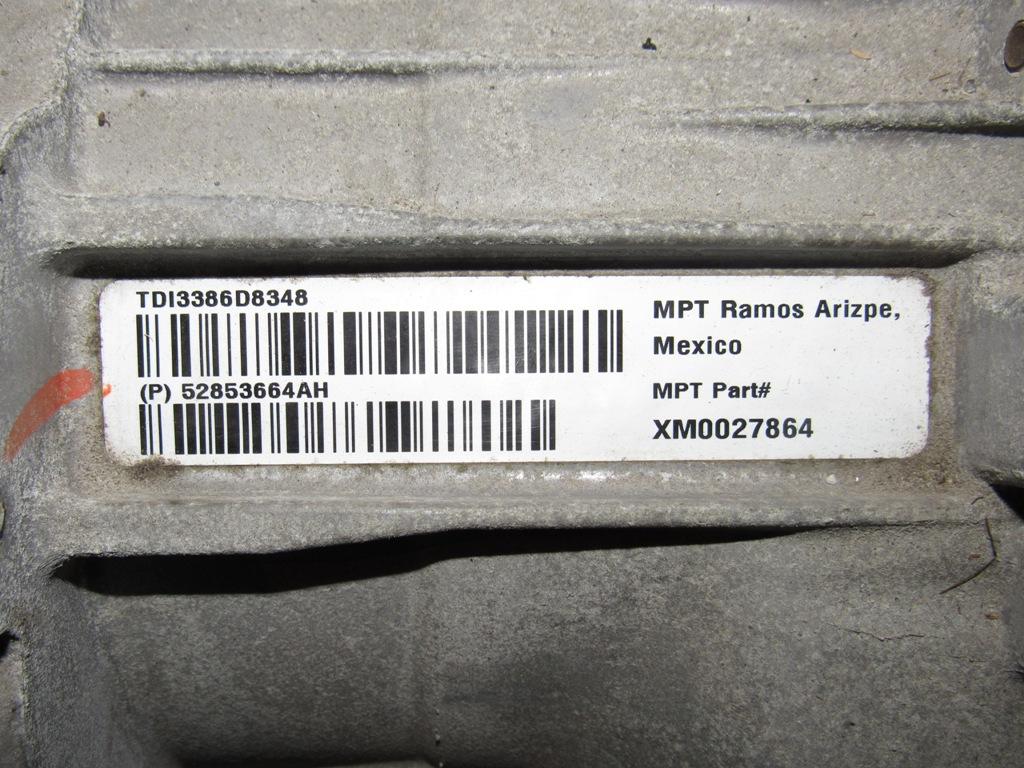 TDI3386D8348
(P) 52853664AH
MPT Ramos Arizpe,
Mexico
MPT Part#
XM0027864